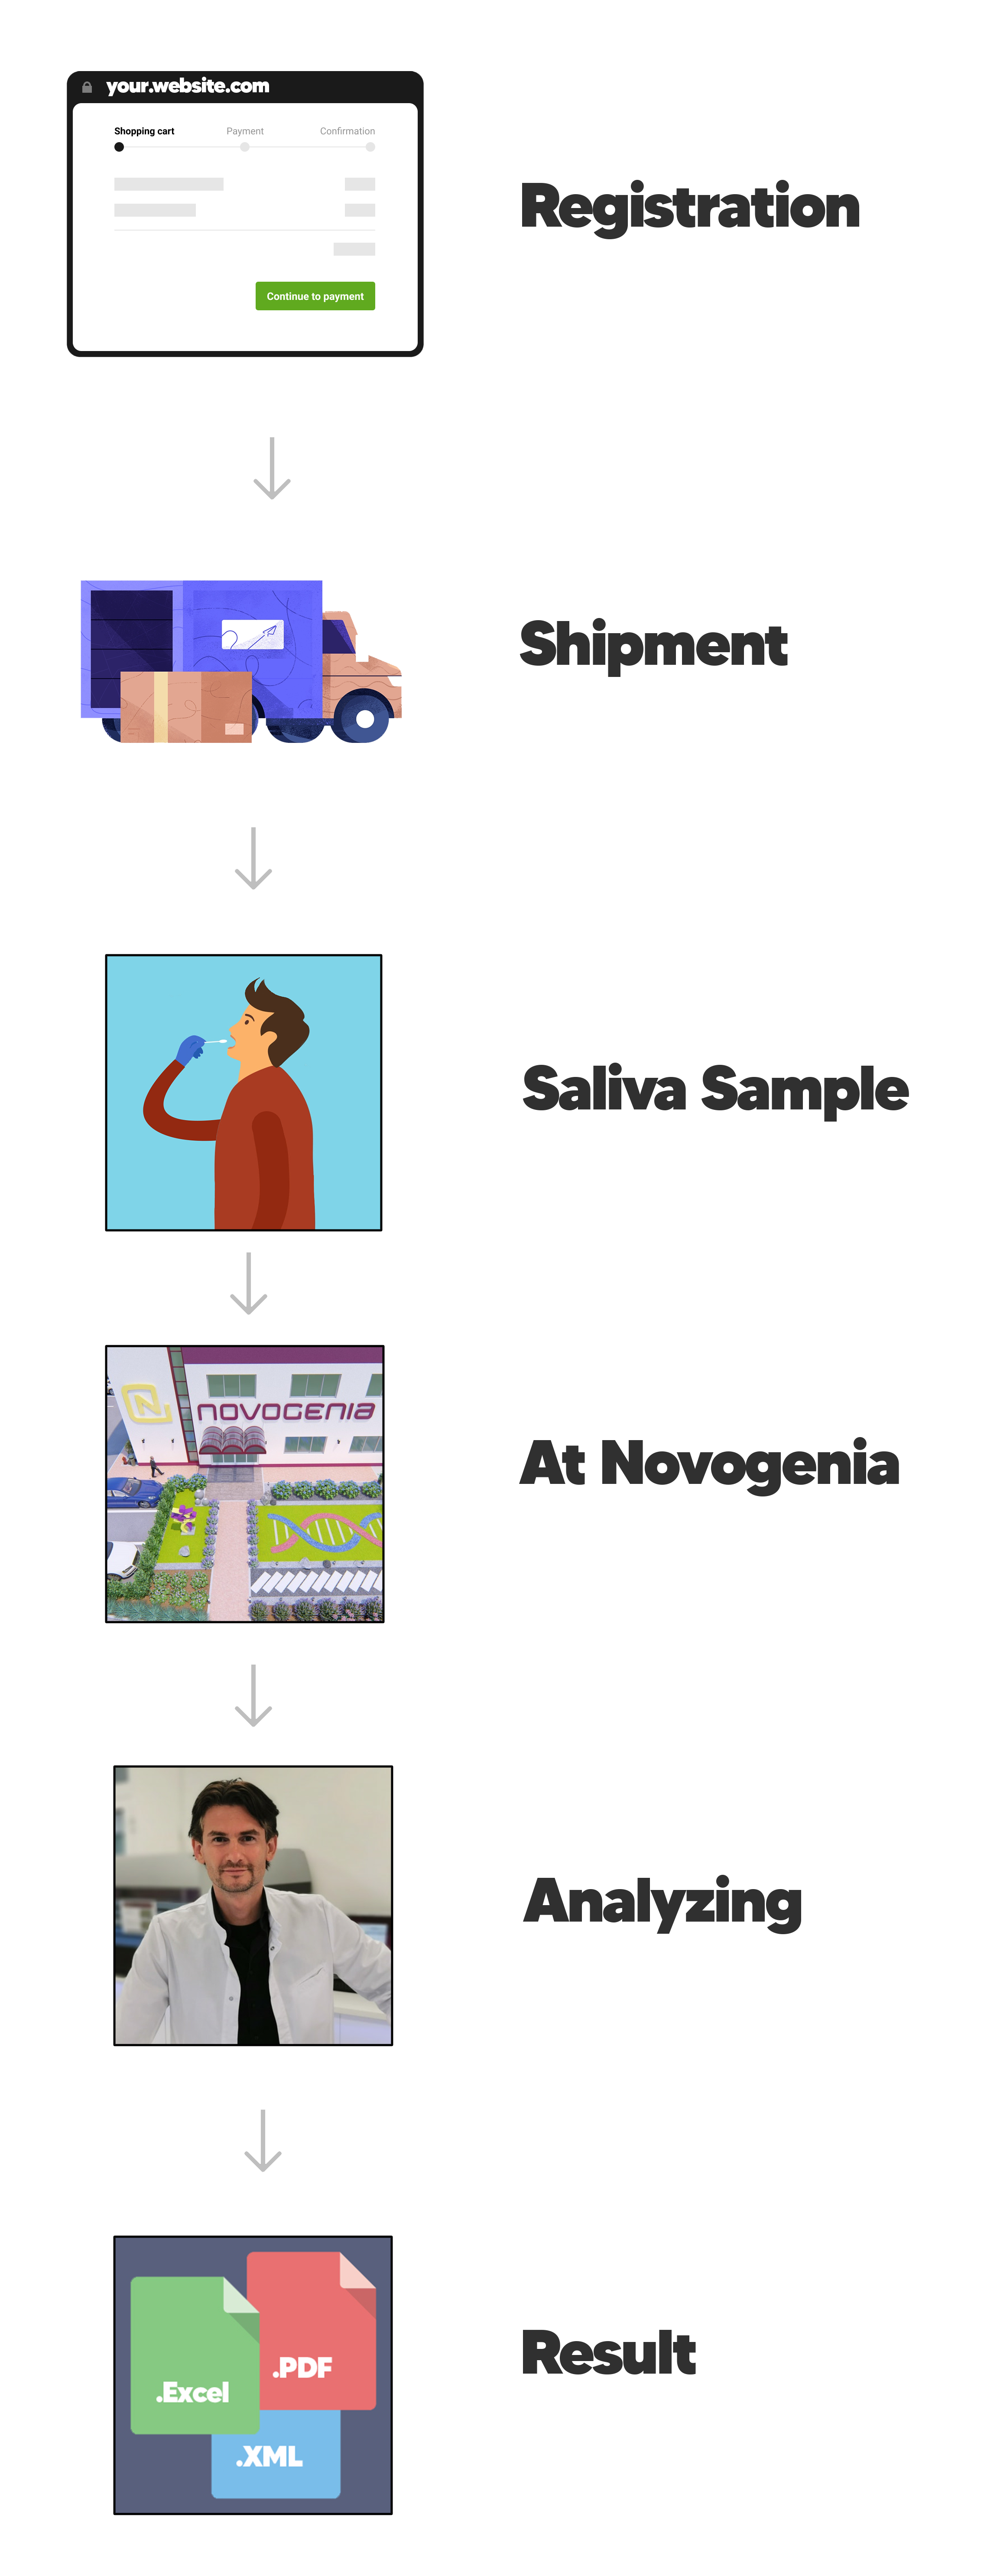 your.website.com
Shopping cart Payment Confirmation
Continue to payment
Registration
Shipment
Saliva Sample
N NOVOGENIA
At Novogenia
Analyzing
.PDF
.Excel
.XML
Result